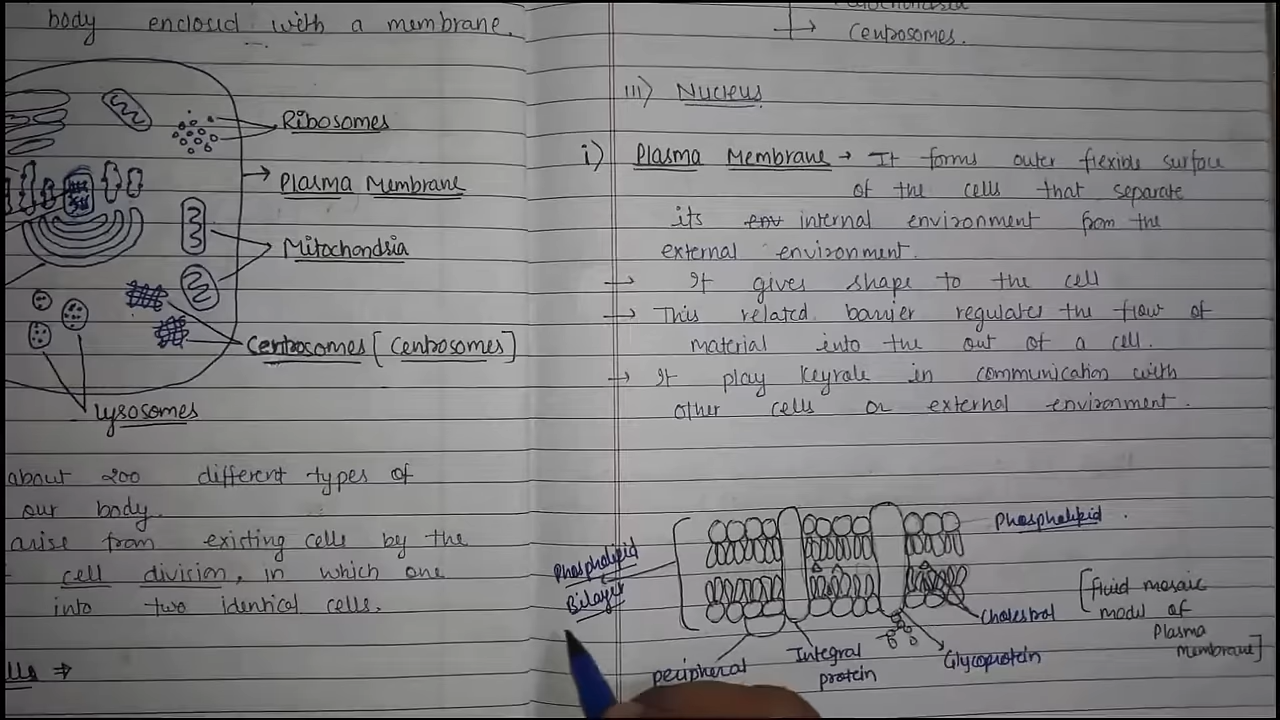 body enclosed with a membrane.
Ribosomes
Plasma Membrane
Mitochondria
Centrosomes [Centrosomes]
Lysosomes
about 200 different types of
our body.
arise from existing cells by the
cell division, in which one
into two identical cells.
Centrosomes.
iii) Nucleus
i) Plasma Membrane → It forms outer flexible surface
of the cells that separate
its env internal environment from the
external environment.
→ It gives shape to the cell
→ This related barrier regulates the flow of
material into the out of a cell.
→ It play keyrole in communication with
other cells or external environment.
Phospholipid
Phospholipid
Bilayer
Cholestrol
[fluid mosaic
model of
Plasma
membrane]
Integral
protein
Glycoprotein
peripheral